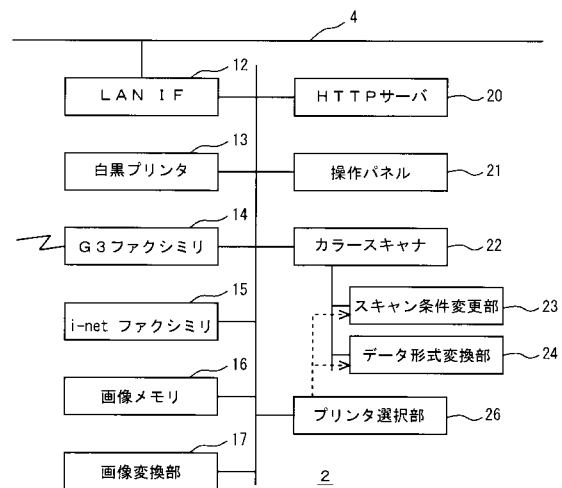 4
12
LAN IF
HTTPサーバ
20
13
白黒プリンタ
操作パネル
21
14
G3ファクシミリ
カラースキャナ
22
15
i-net ファクシミリ
スキャン条件変更部
23
16
画像メモリ
データ形式変換部
24
17
画像変換部
プリンタ選択部
26
2